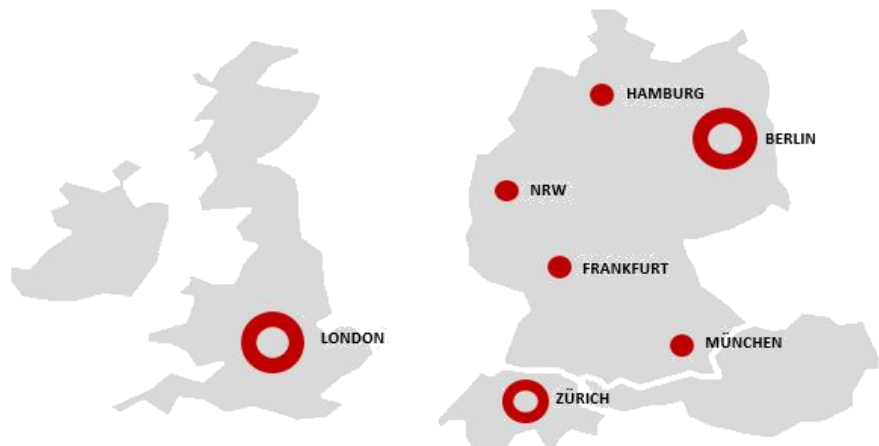 HAMBURG
BERLIN
NRW
FRANKFURT
LONDON
MÜNCHEN
ZÜRICH